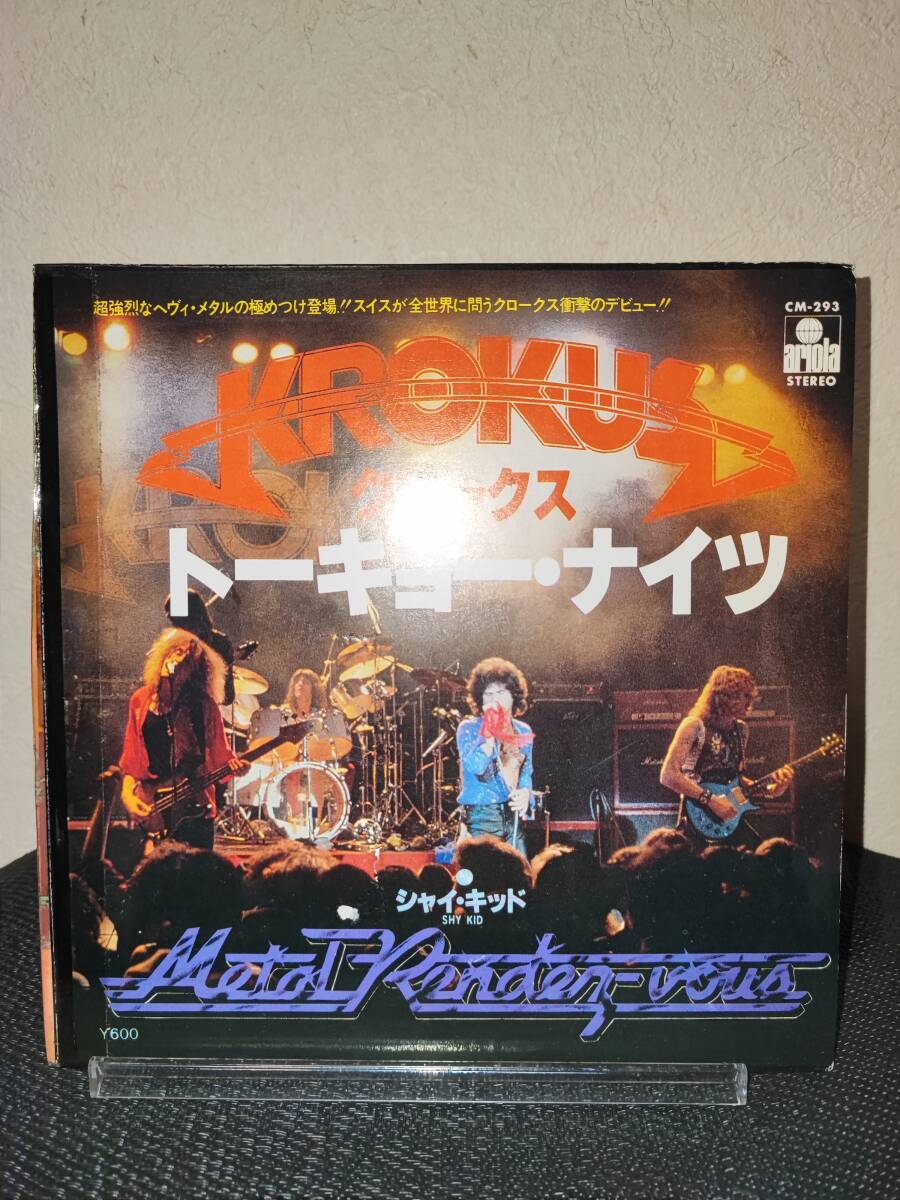 超強烈なヘヴィ・メタルの極めつけ登場!!スイスが全世界に問うクロークス衝撃のデビュー!!
CM-293
ariola
STEREO
KROKUS
クロークス
トーキョー・ナイツ
シャイ・キッド
SHY KID
Metal Rendez-vous
¥600